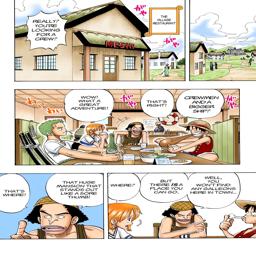 REALLY?
YOU'RE
LOOKING
FOR A
CREW?
THE
VILLAGE
RESTAURANT
WOW!
WHAT A
GREAT
ADVENTURE!
THAT'S
RIGHT!
CREWMEN
AND A
BIGGER
SHIP!
THAT'S
WHERE!
THAT HUGE
MANSION THAT
STANDS OUT
LIKE A SORE
THUMB!
WHERE?
BUT
THERE IS A
PLACE YOU
CAN GO.
WELL,
YOU WON'T
FIND
ANY GALLEONS
HERE IN TOWN...